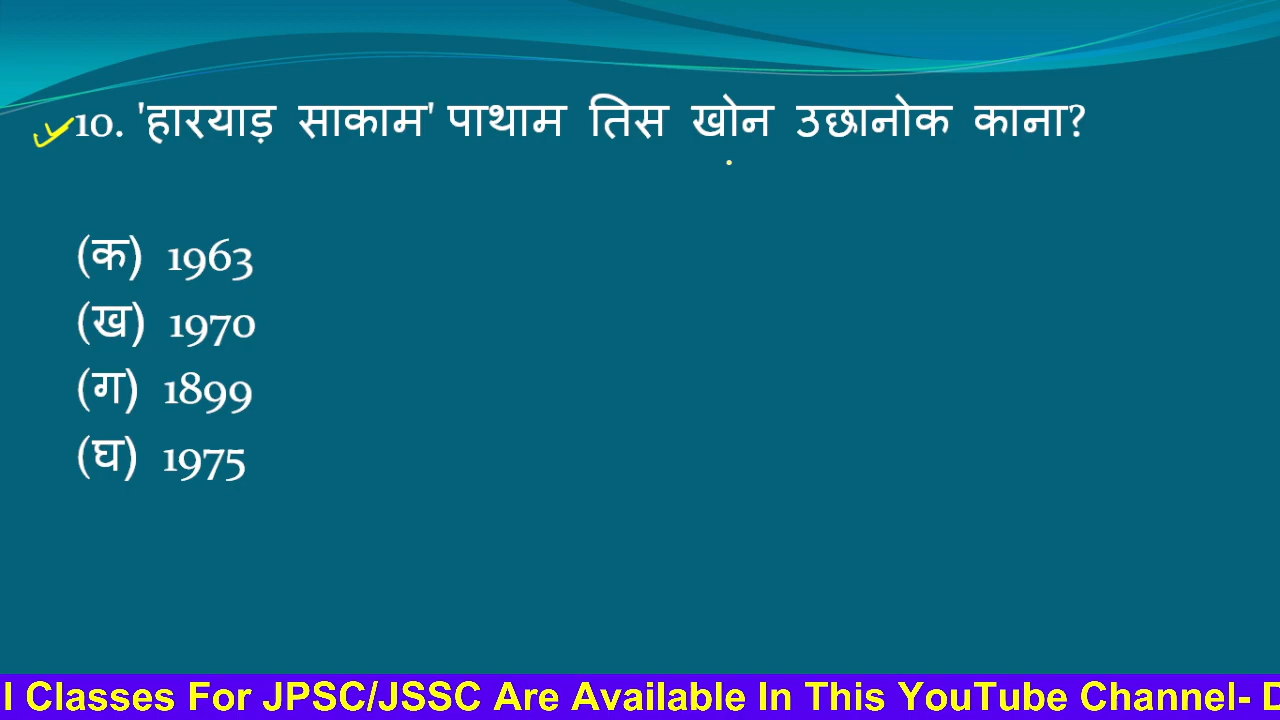 10. 'हारयाड़ साकाम' पाथाम तिस खोन उछानोक काना?
(क) 1963
(ख) 1970
(ग) 1899
(घ) 1975
l Classes For JPSC/JSSC Are Available In This YouTube Channel- D